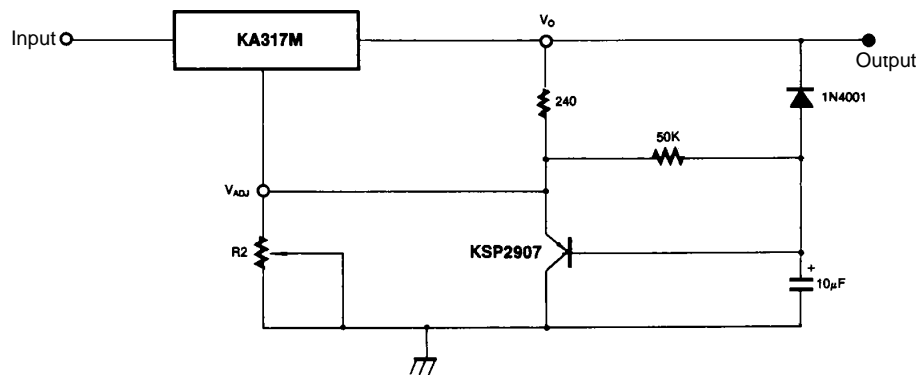 Input
KA317M
Vo
Output
240
1N4001
50K
VADJ
R2
KSP2907
+
10μF